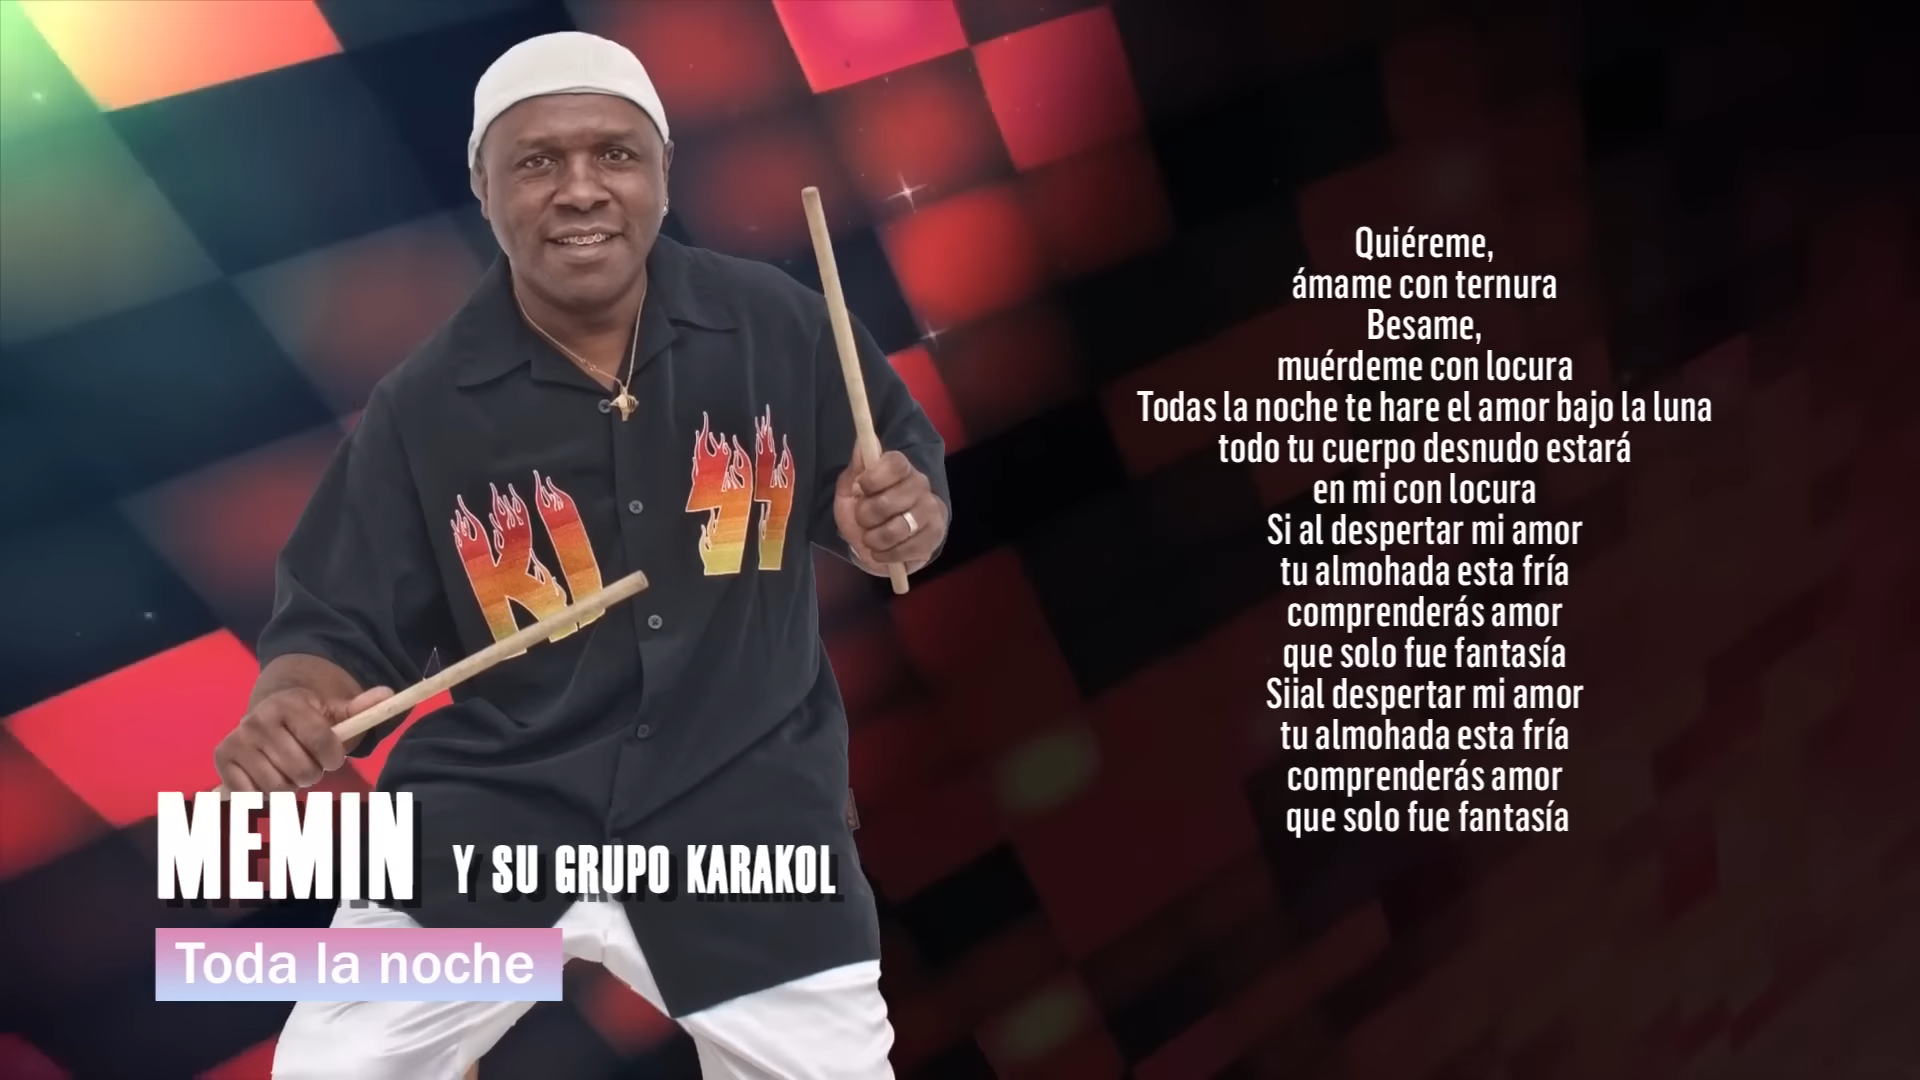 MEMIN Y SU GRUPO KARAKOL
Toda la noche
Quiéreme,
ámame con ternura
Besame,
muérdeme con locura
Todas la noche te hare el amor bajo la luna
todo tu cuerpo desnudo estará
en mi con locura
Si al despertar mi amor
tu almohada esta fría
comprenderás amor
que solo fue fantasía
Siial despertar mi amor
tu almohada esta fría
comprenderás amor
que solo fue fantasía